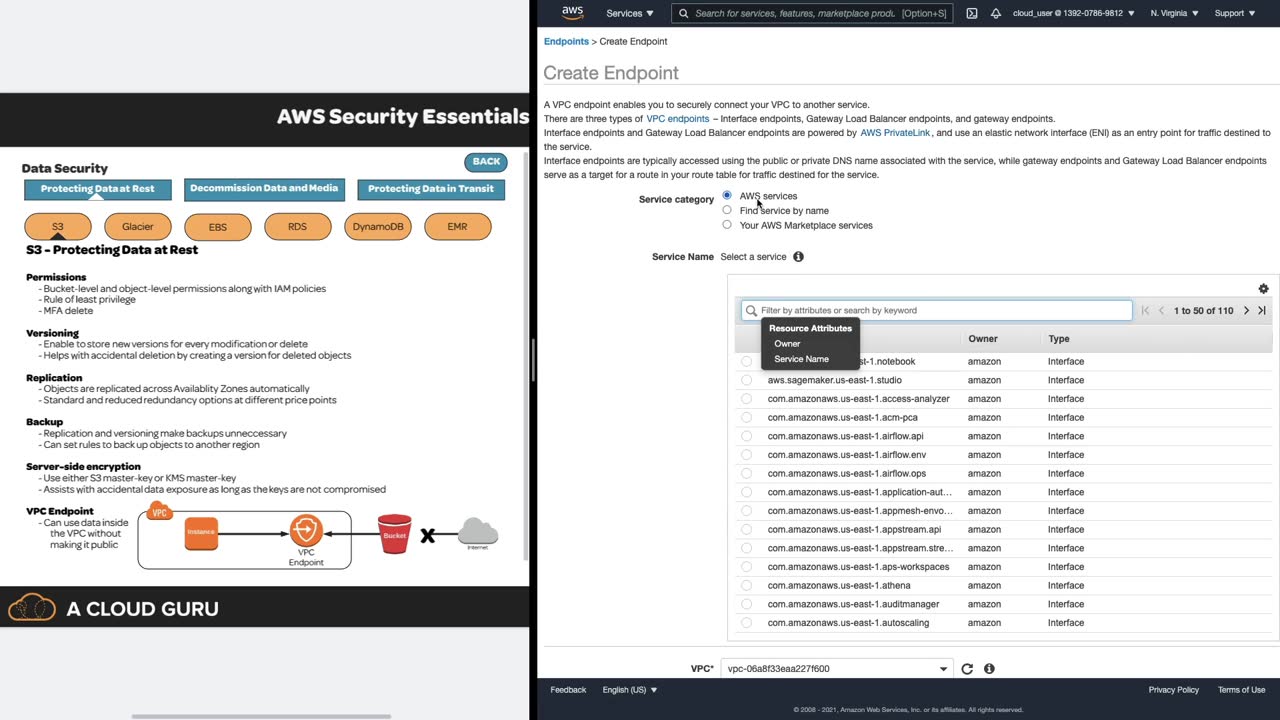 AWS Security Essentials
Data Security
BACK
Protecting Data at Rest
Decommission Data and Media
Protecting Data in Transit
S3
Glacier
EBS
RDS
DynamoDB
EMR
S3 - Protecting Data at Rest
Permissions
- Bucket-level and object-level permissions along with IAM policies
- Rule of least privilege
- MFA delete
Versioning
- Enable to store new versions for every modification or delete
- Helps with accidental deletion by creating a version for deleted objects
Replication
- Objects are replicated across Availablity Zones automatically
- Standard and reduced redundancy options at different price points
Backup
- Replication and versioning make backups unneccessary
- Can set rules to back up objects to another region
Server-side encryption
- Use either S3 master-key or KMS master-key
- Assists with accidental data exposure as long as the keys are not compromised
VPC Endpoint
- Can use data inside
the VPC without
making it public
VPC
Instance
VPC
Endpoint
Bucket
Internet
A CLOUD GURU
aws
Services
Search for services, features, marketplace produ. [Option+S]
cloud_user @ 1392-0786-9812
N. Virginia
Support
Endpoints > Create Endpoint
Create Endpoint
A VPC endpoint enables you to securely connect your VPC to another service.
There are three types of VPC endpoints – Interface endpoints, Gateway Load Balancer endpoints, and gateway endpoints.
Interface endpoints and Gateway Load Balancer endpoints are powered by AWS PrivateLink, and use an elastic network interface (ENI) as an entry point for traffic destined to
the service.
Interface endpoints are typically accessed using the public or private DNS name associated with the service, while gateway endpoints and Gateway Load Balancer endpoints
serve as a target for a route in your route table for traffic destined for the service.
Service category
AWS services
Find service by name
Your AWS Marketplace services
Service Name Select a service
Filter by attributes or search by keyword
1 to 50 of 110
Resource Attributes
Owner
Service Name
Owner Type
st-1.notebook amazon Interface
aws.sagemaker.us-east-1.studio amazon Interface
com.amazonaws.us-east-1.access-analyzer amazon Interface
com.amazonaws.us-east-1.acm-pca amazon Interface
com.amazonaws.us-east-1.airflow.api amazon Interface
com.amazonaws.us-east-1.airflow.env amazon Interface
com.amazonaws.us-east-1.airflow.ops amazon Interface
com.amazonaws.us-east-1.application-aut... amazon Interface
com.amazonaws.us-east-1.appmesh-envo... amazon Interface
com.amazonaws.us-east-1.appstream.api amazon Interface
com.amazonaws.us-east-1.appstream.stre... amazon Interface
com.amazonaws.us-east-1.aps-workspaces amazon Interface
com.amazonaws.us-east-1.athena amazon Interface
com.amazonaws.us-east-1.auditmanager amazon Interface
com.amazonaws.us-east-1.autoscaling amazon Interface
VPC* vpc-06a8f33eaa227f600
Feedback
English (US)
Privacy Policy
Terms of Use
© 2008 - 2021, Amazon Web Services, Inc. or its affiliates. All rights reserved.